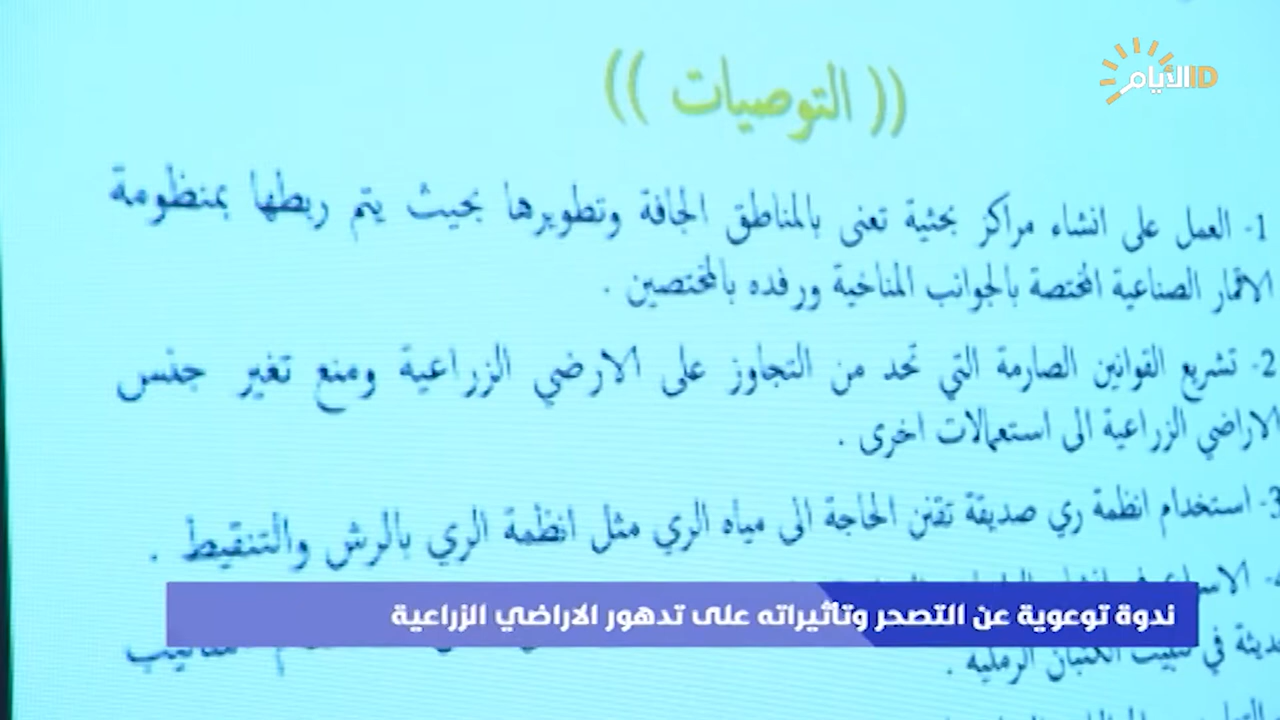 الأيام ID
(( التوصيات ))
1- العمل على انشاء مراكز بحثية تعنى بالمناطق الجافة وتطويرها بحيث يتم ربطها بمنظومة
الاقمار الصناعية المختصة بالجوانب المناخية ورفده بالمختصين .
2- تشريع القوانين الصارمة التي تحد من التجاوز على الارضي الزراعية ومنع تغير جنس
الاراضي الزراعية الى استعمالات اخرى .
3- استخدام انظمة ري صديقة تقنن الحاجة الى مياه الري مثل انظمة الري بالرش والتنقيط .
ندوة توعوية عن التصحر وتأثيراته على تدهور الاراضي الزراعية
في تثبيت الكثبان الرملية .